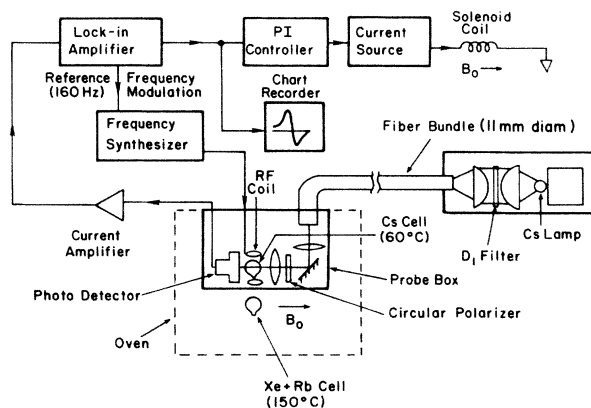 Lock-in
Amplifier
PI
Controller
Current
Source
Solenoid
Coil
B₀
Reference
(160 Hz)
Frequency
Modulation
Chart
Recorder
Frequency
Synthesizer
Fiber Bundle (11mm diam)
RF
Coil
Cs Cell
(60°C)
Cs Lamp
D₁ Filter
Current
Amplifier
Photo Detector
Probe
Box
B₀
Circular Polarizer
Oven
Xe+Rb Cell
(150°C)